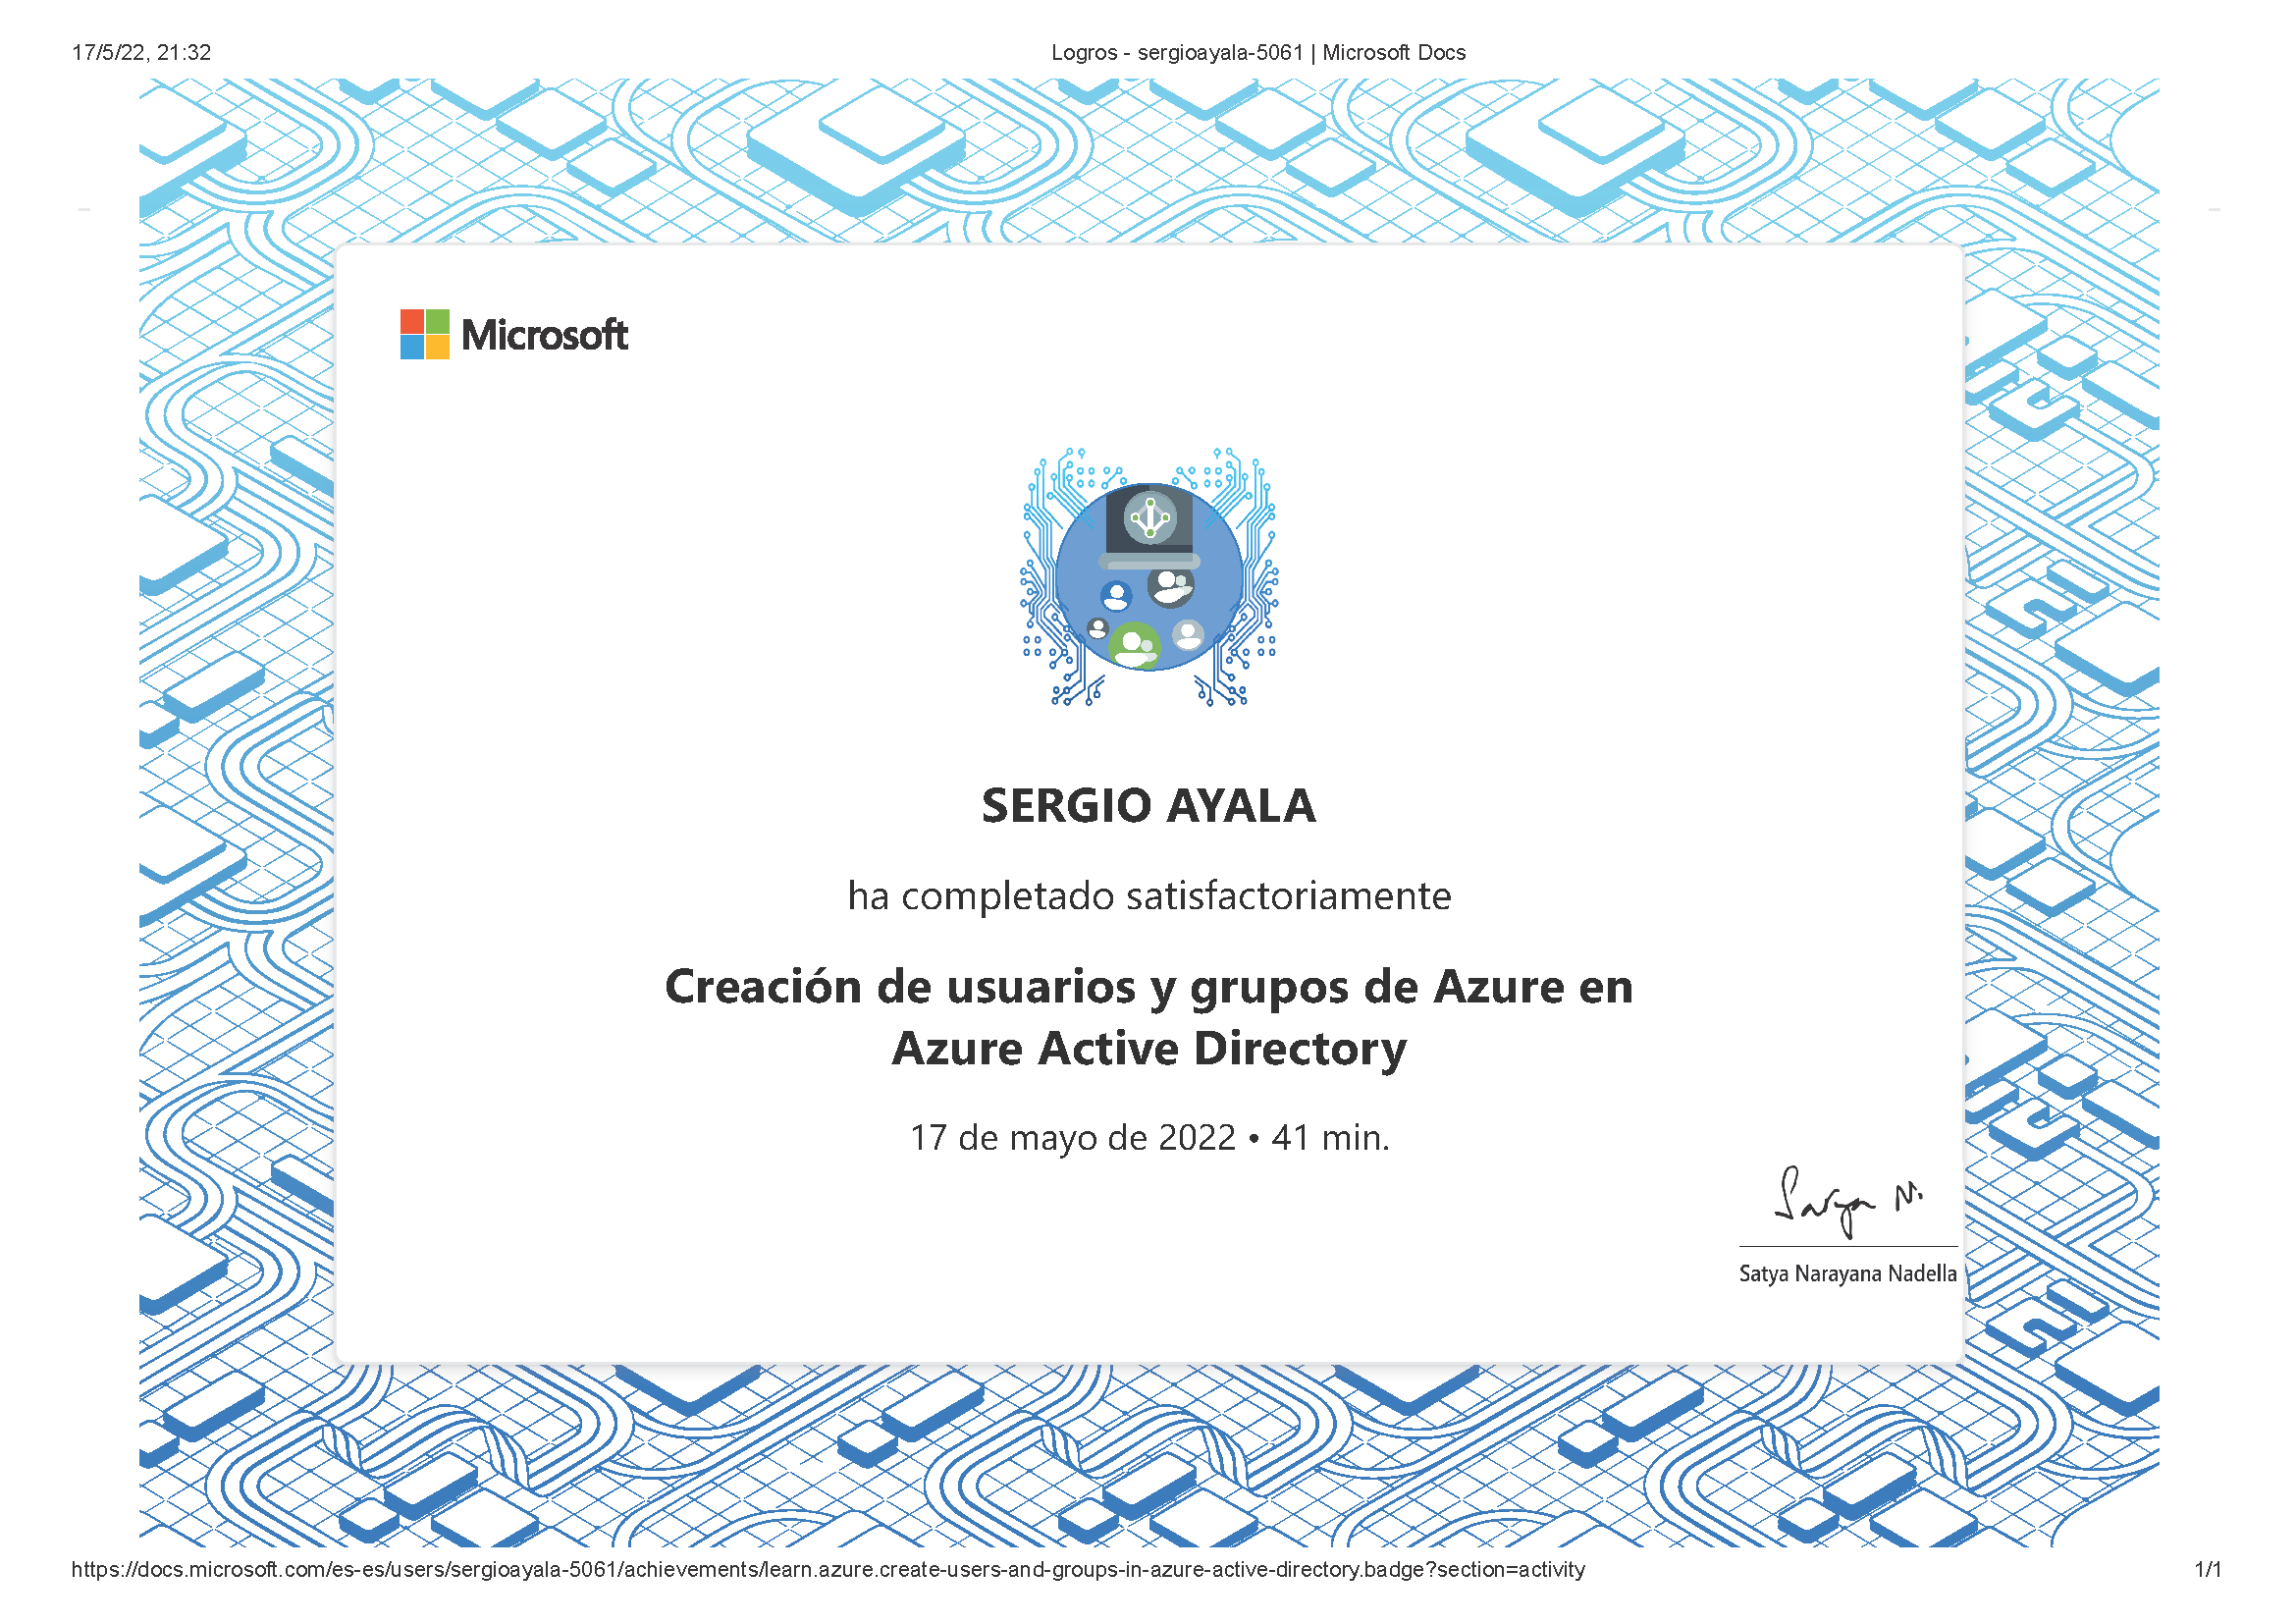 17/5/22, 21:32
Logros - sergioayala-5061 | Microsoft Docs
Microsoft
SERGIO AYALA
ha completado satisfactoriamente
Creación de usuarios y grupos de Azure en
Azure Active Directory
17 de mayo de 2022 • 41 min.
Satya N.
Satya Narayana Nadella
https://docs.microsoft.com/es-es/users/sergioayala-5061/achievements/learn.azure.create-users-and-groups-in-azure-active-directory.badge?section=activity
1/1